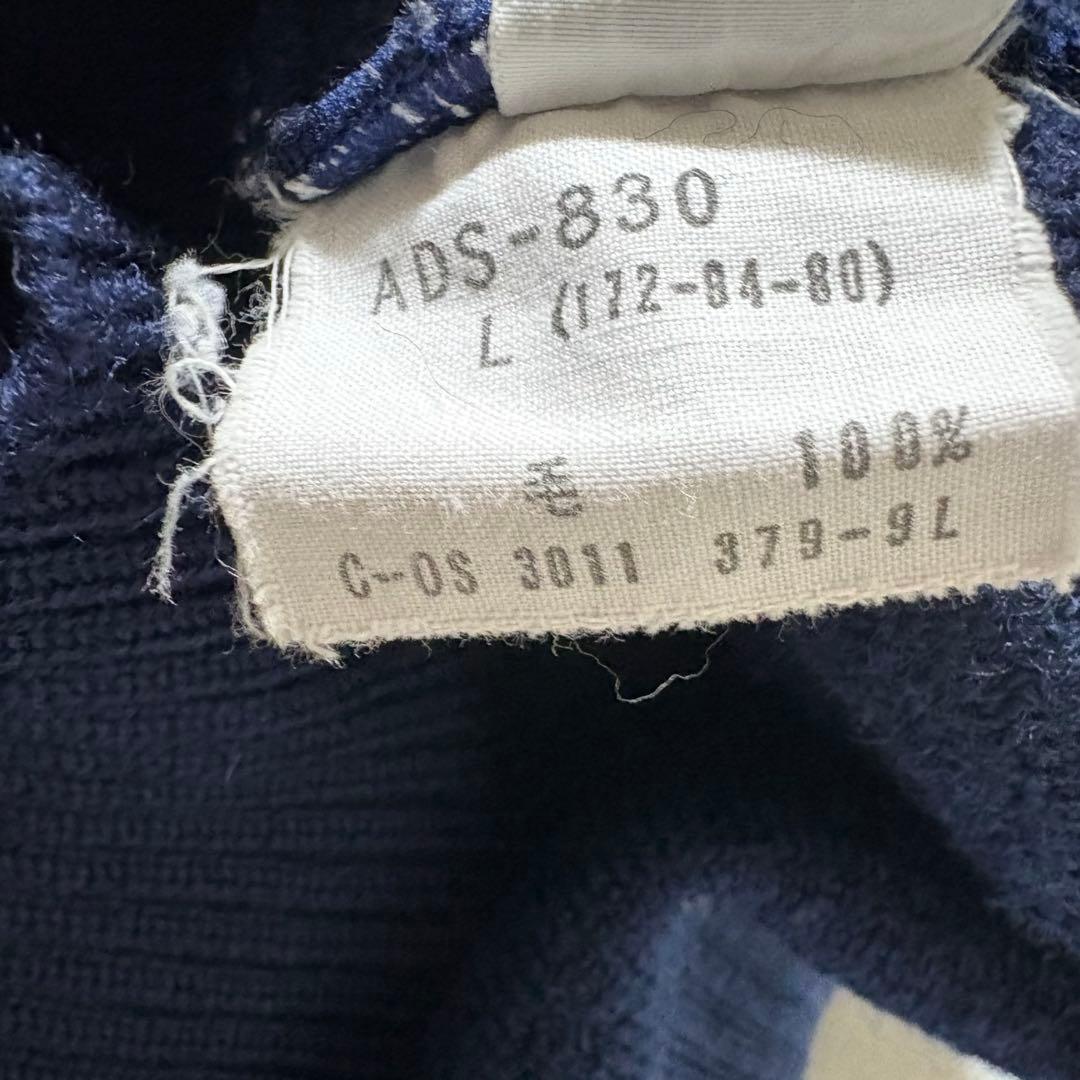 ADS-830
L (172-84-80)
毛 100%
C-OS 3011 379-9L